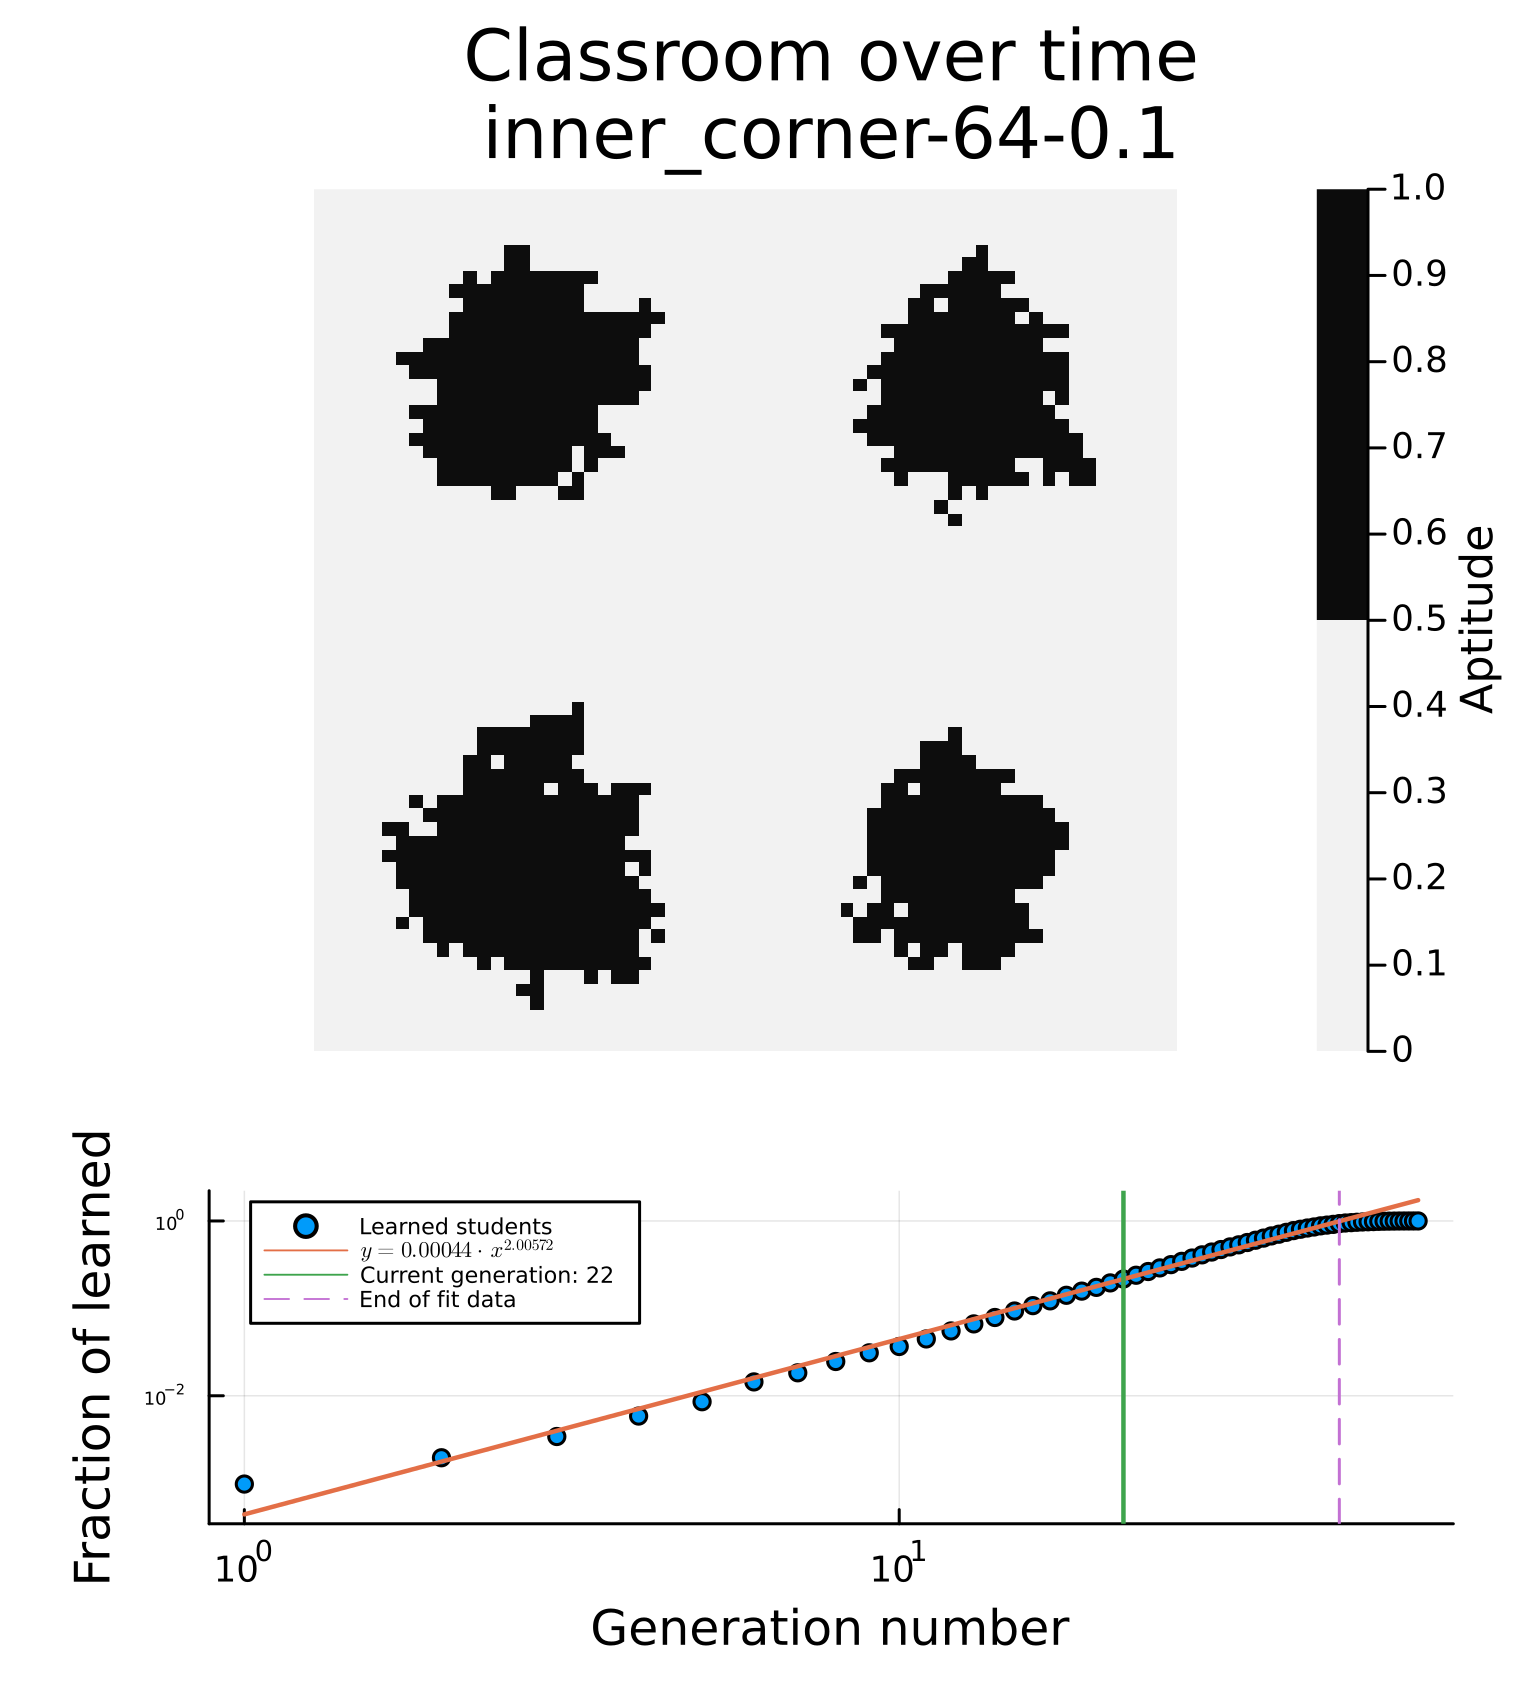 Classroom over time
inner_corner-64-0.1
1.0
0.9
0.8
0.7
0.6
0.5
0.4
0.3
0.2
0.1
0
Aptitude
Fraction of learned
10^0
10^−2
Learned students
y = 0.00044 · x^2.00572
Current generation: 22
End of fit data
10^0
10^1
Generation number